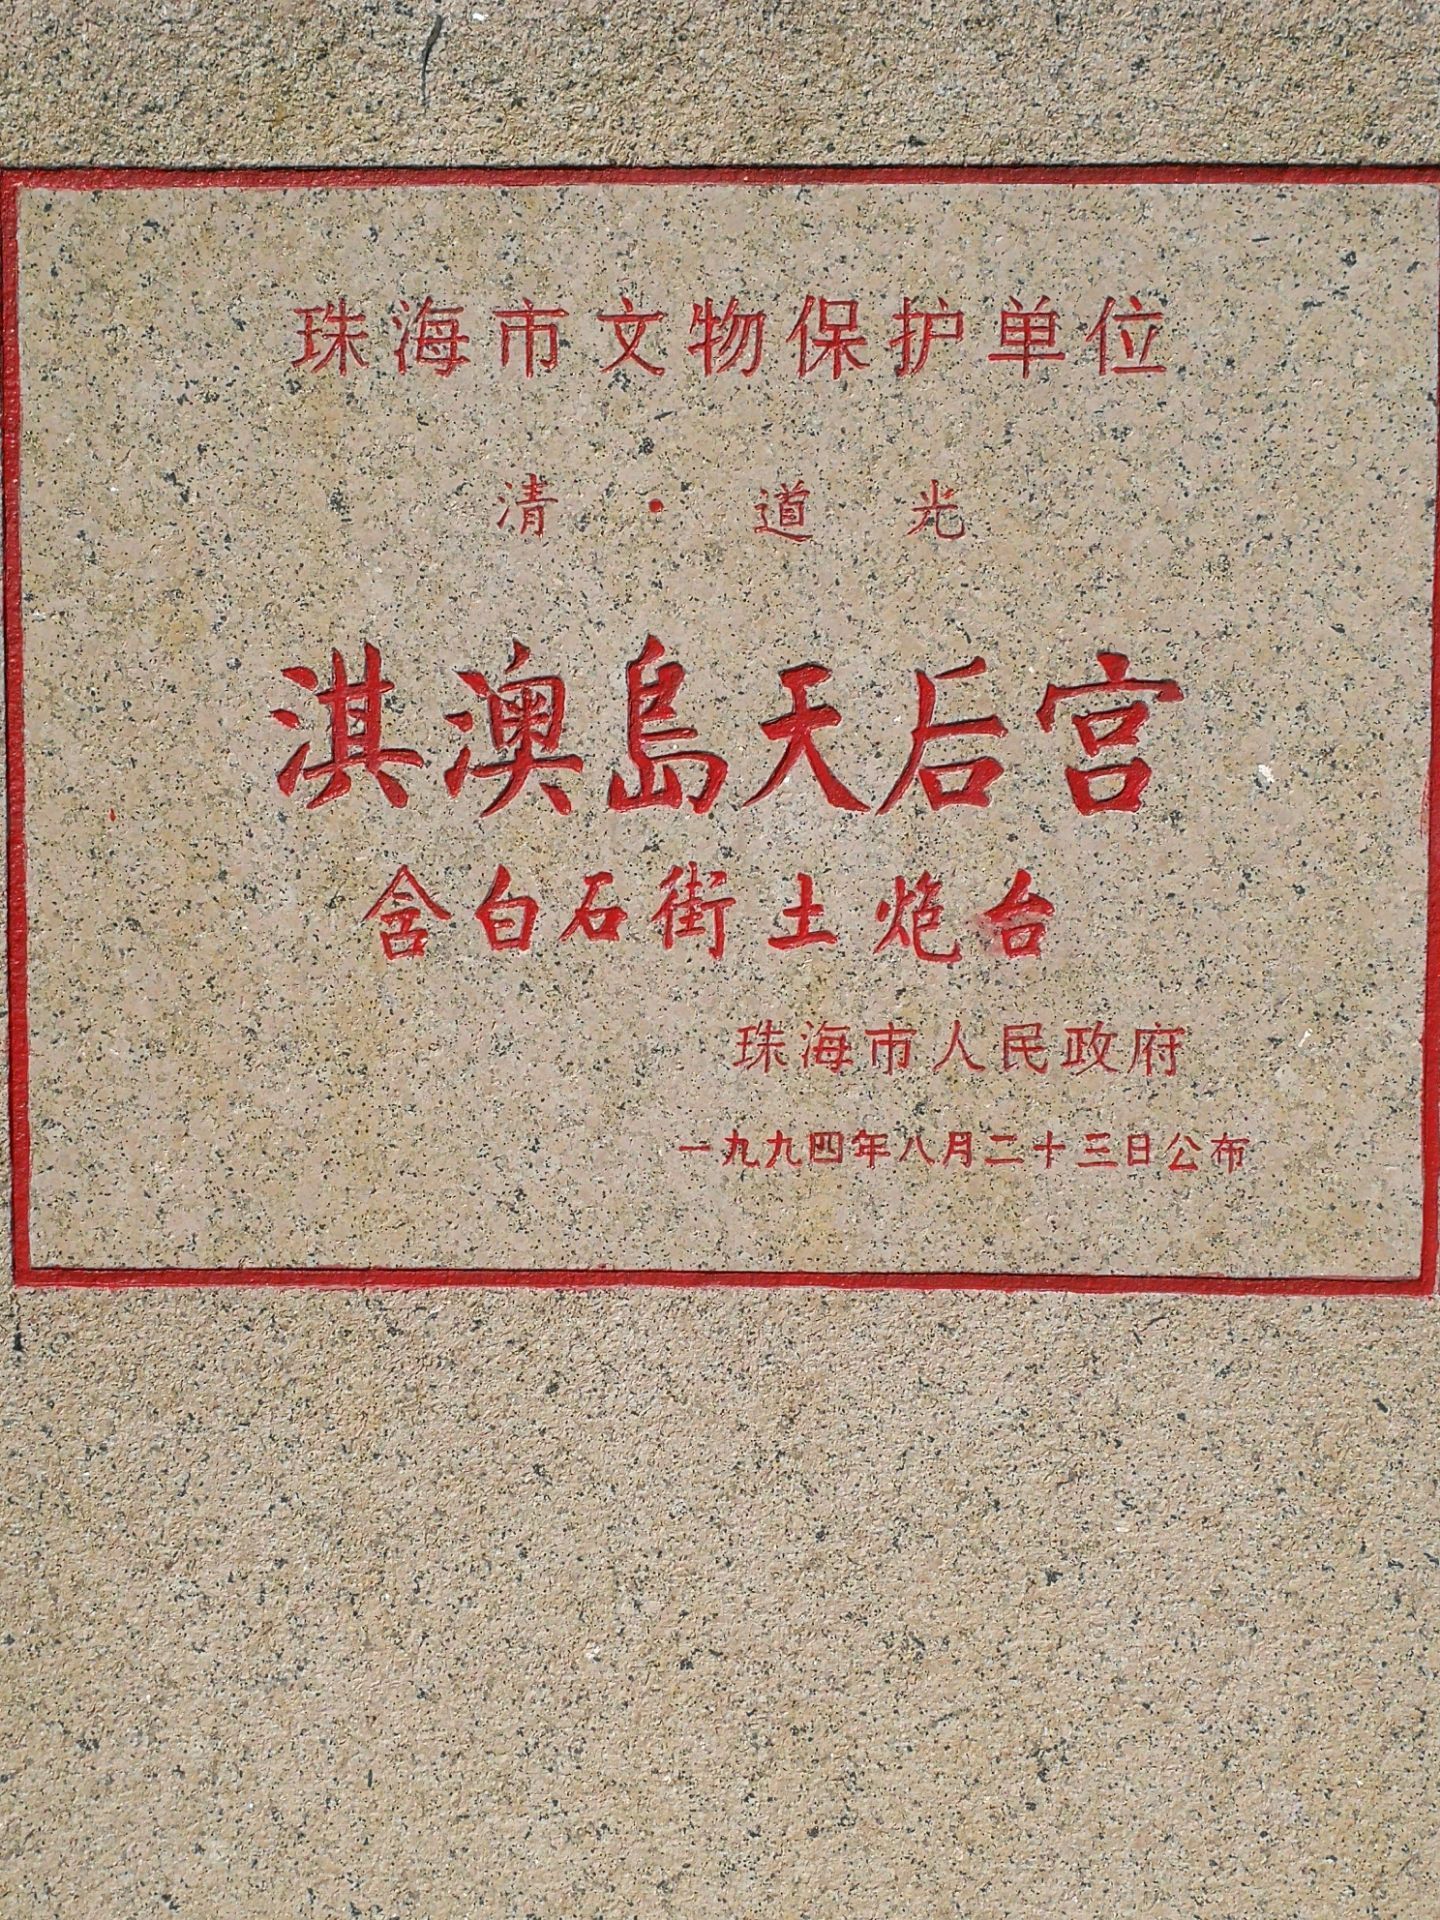 珠海市文物保护单位
清·道光
淇澳島天后宫
含白石街土炮台
珠海市人民政府
一九九四年八月二十三日公布